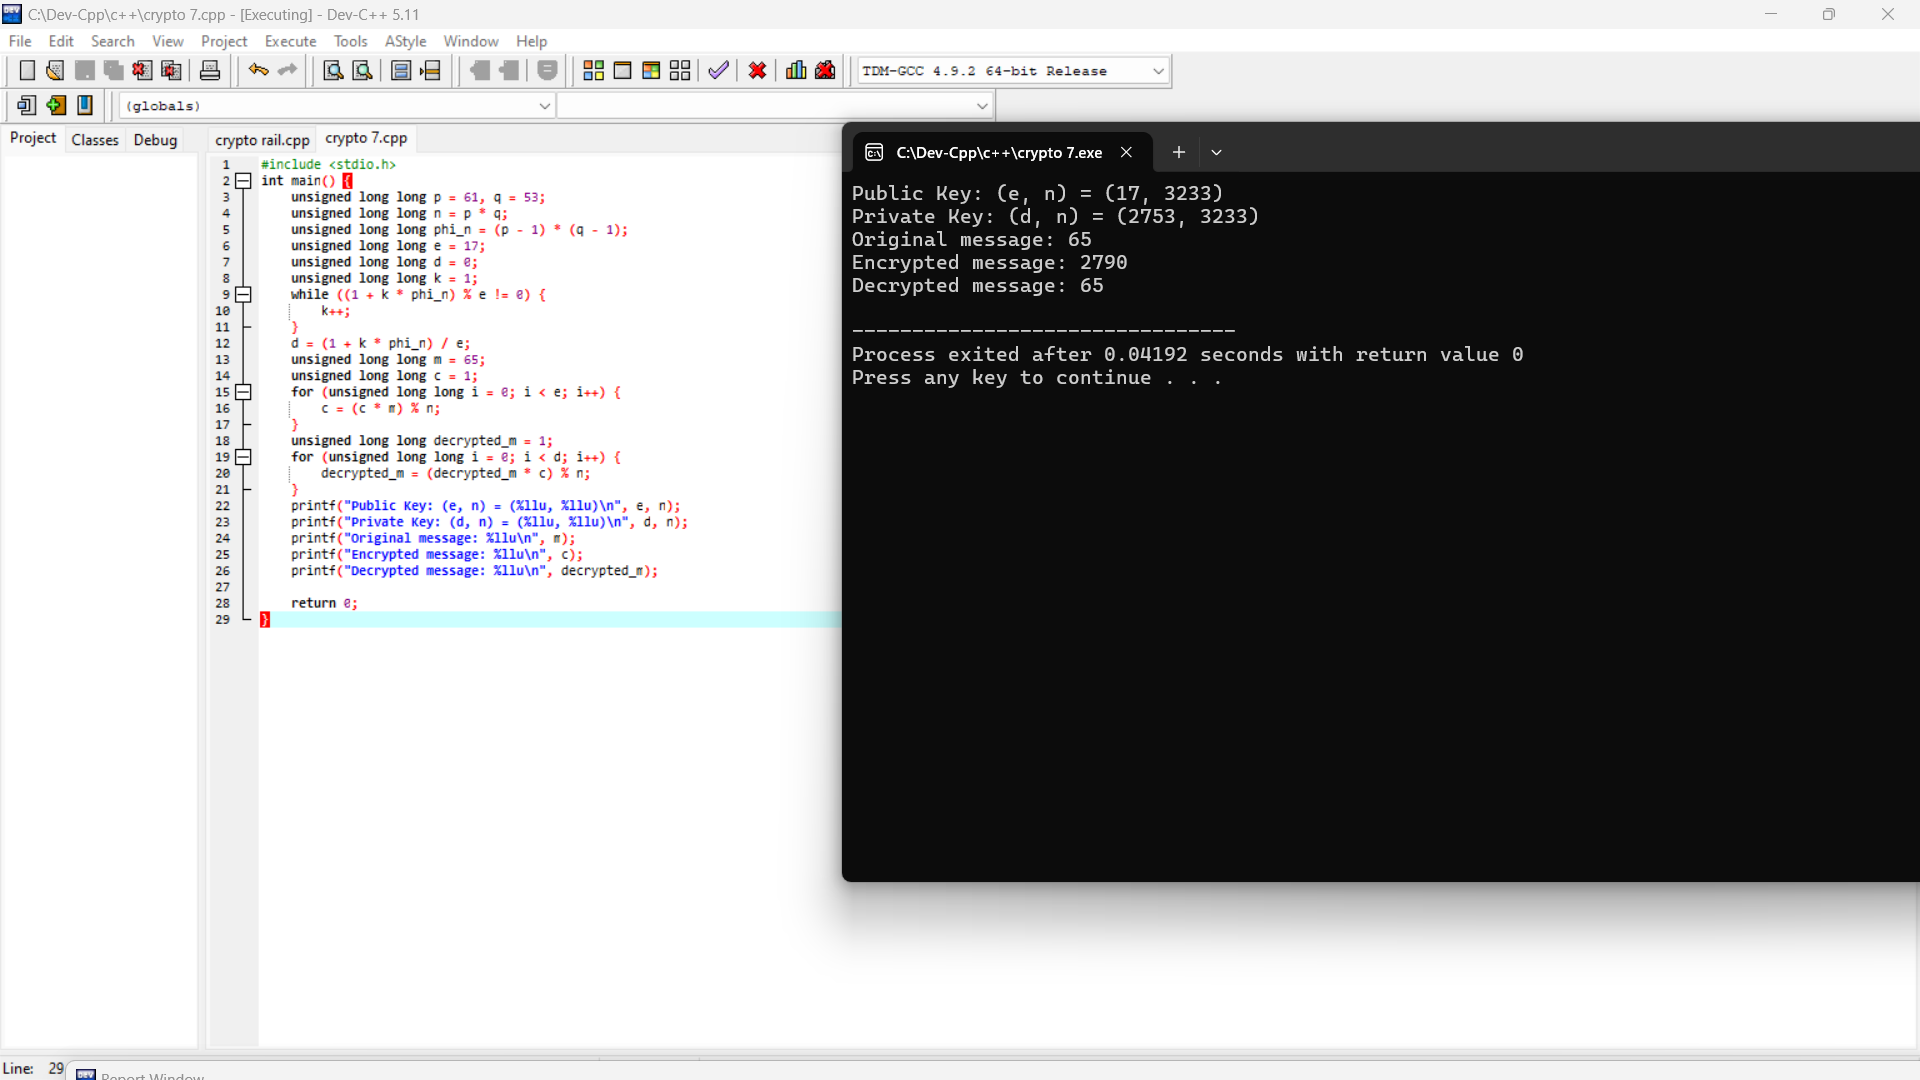 C:\Dev-Cpp\c++\crypto 7.cpp - [Executing] - Dev-C++ 5.11
File Edit Search View Project Execute Tools AStyle Window Help
TDM-GCC 4.9.2 64-bit Release
(globals)
Project Classes Debug
crypto rail.cpp crypto 7.cpp
1 #include <stdio.h>
2 int main() {
3 unsigned long long p = 61, q = 53;
4 unsigned long long n = p * q;
5 unsigned long long phi_n = (p - 1) * (q - 1);
6 unsigned long long e = 17;
7 unsigned long long d = 0;
8 unsigned long long k = 1;
9 while ((1 + k * phi_n) % e != 0) {
10 k++;
11 }
12 d = (1 + k * phi_n) / e;
13 unsigned long long m = 65;
14 unsigned long long c = 1;
15 for (unsigned long long i = 0; i < e; i++) {
16 c = (c * m) % n;
17 }
18 unsigned long long decrypted_m = 1;
19 for (unsigned long long i = 0; i < d; i++) {
20 decrypted_m = (decrypted_m * c) % n;
21 }
22 printf("Public Key: (e, n) = (%llu, %llu)\n", e, n);
23 printf("Private Key: (d, n) = (%llu, %llu)\n", d, n);
24 printf("Original message: %llu\n", m);
25 printf("Encrypted message: %llu\n", c);
26 printf("Decrypted message: %llu\n", decrypted_m);
27
28 return 0;
29 }
C:\Dev-Cpp\c++\crypto 7.exe
Public Key: (e, n) = (17, 3233)
Private Key: (d, n) = (2753, 3233)
Original message: 65
Encrypted message: 2790
Decrypted message: 65
--------------------------------
Process exited after 0.04192 seconds with return value 0
Press any key to continue . . .
Line: 29
Report Window